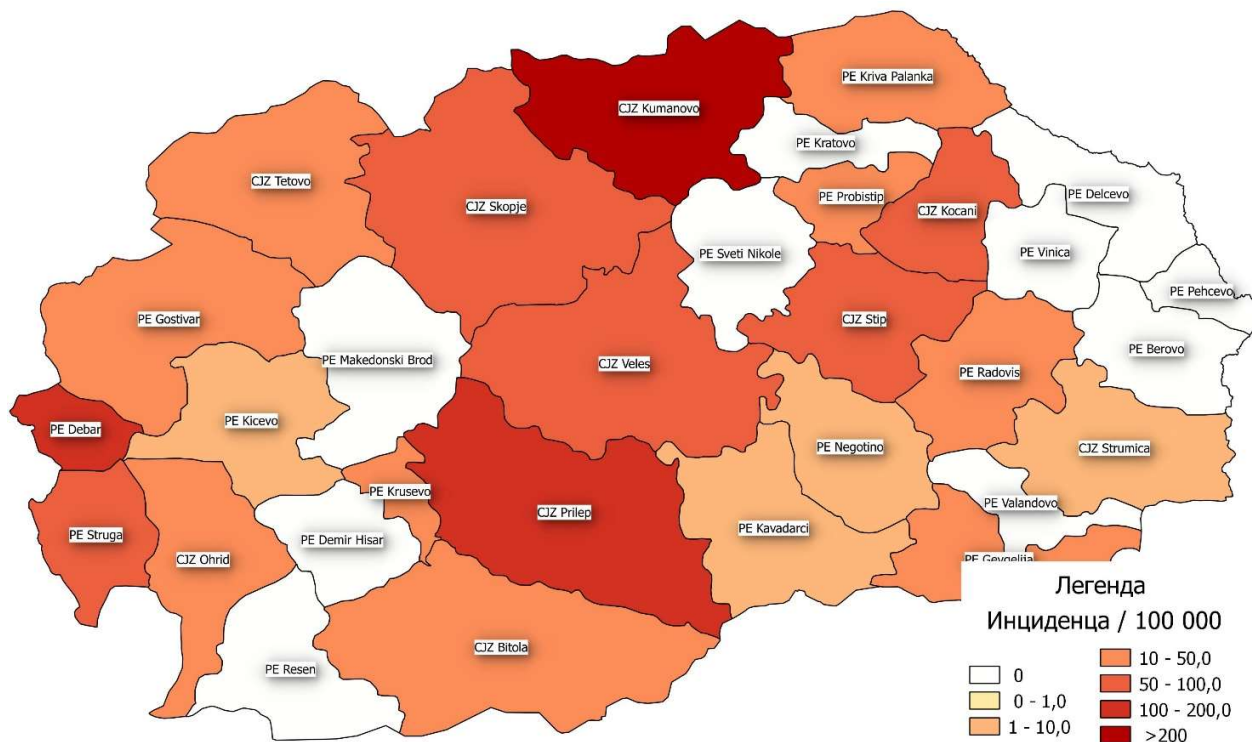 PE Kriva Palanka
CJZ Kumanovo
PE Kratovo
CJZ Tetovo
PE Probistip
PE Delcevo
CJZ Skopje
CJZ Kocani
PE Sveti Nikole
PE Vinica
PE Pehcevo
PE Gostivar
CJZ Stip
PE Makedonski Brod
CJZ Veles
PE Berovo
PE Radovis
PE Debar
PE Kicevo
PE Negotino
CJZ Strumica
PE Krusevo
PE Valandovo
CJZ Prilep
PE Kavadarci
PE Struga
PE Demir Hisar
CJZ Ohrid
PE Gevgelija
CJZ Bitola
PE Resen
Легенда
Инциденца / 100 000
0
0 - 1,0
1 - 10,0
10 - 50,0
50 - 100,0
100 - 200,0
>200